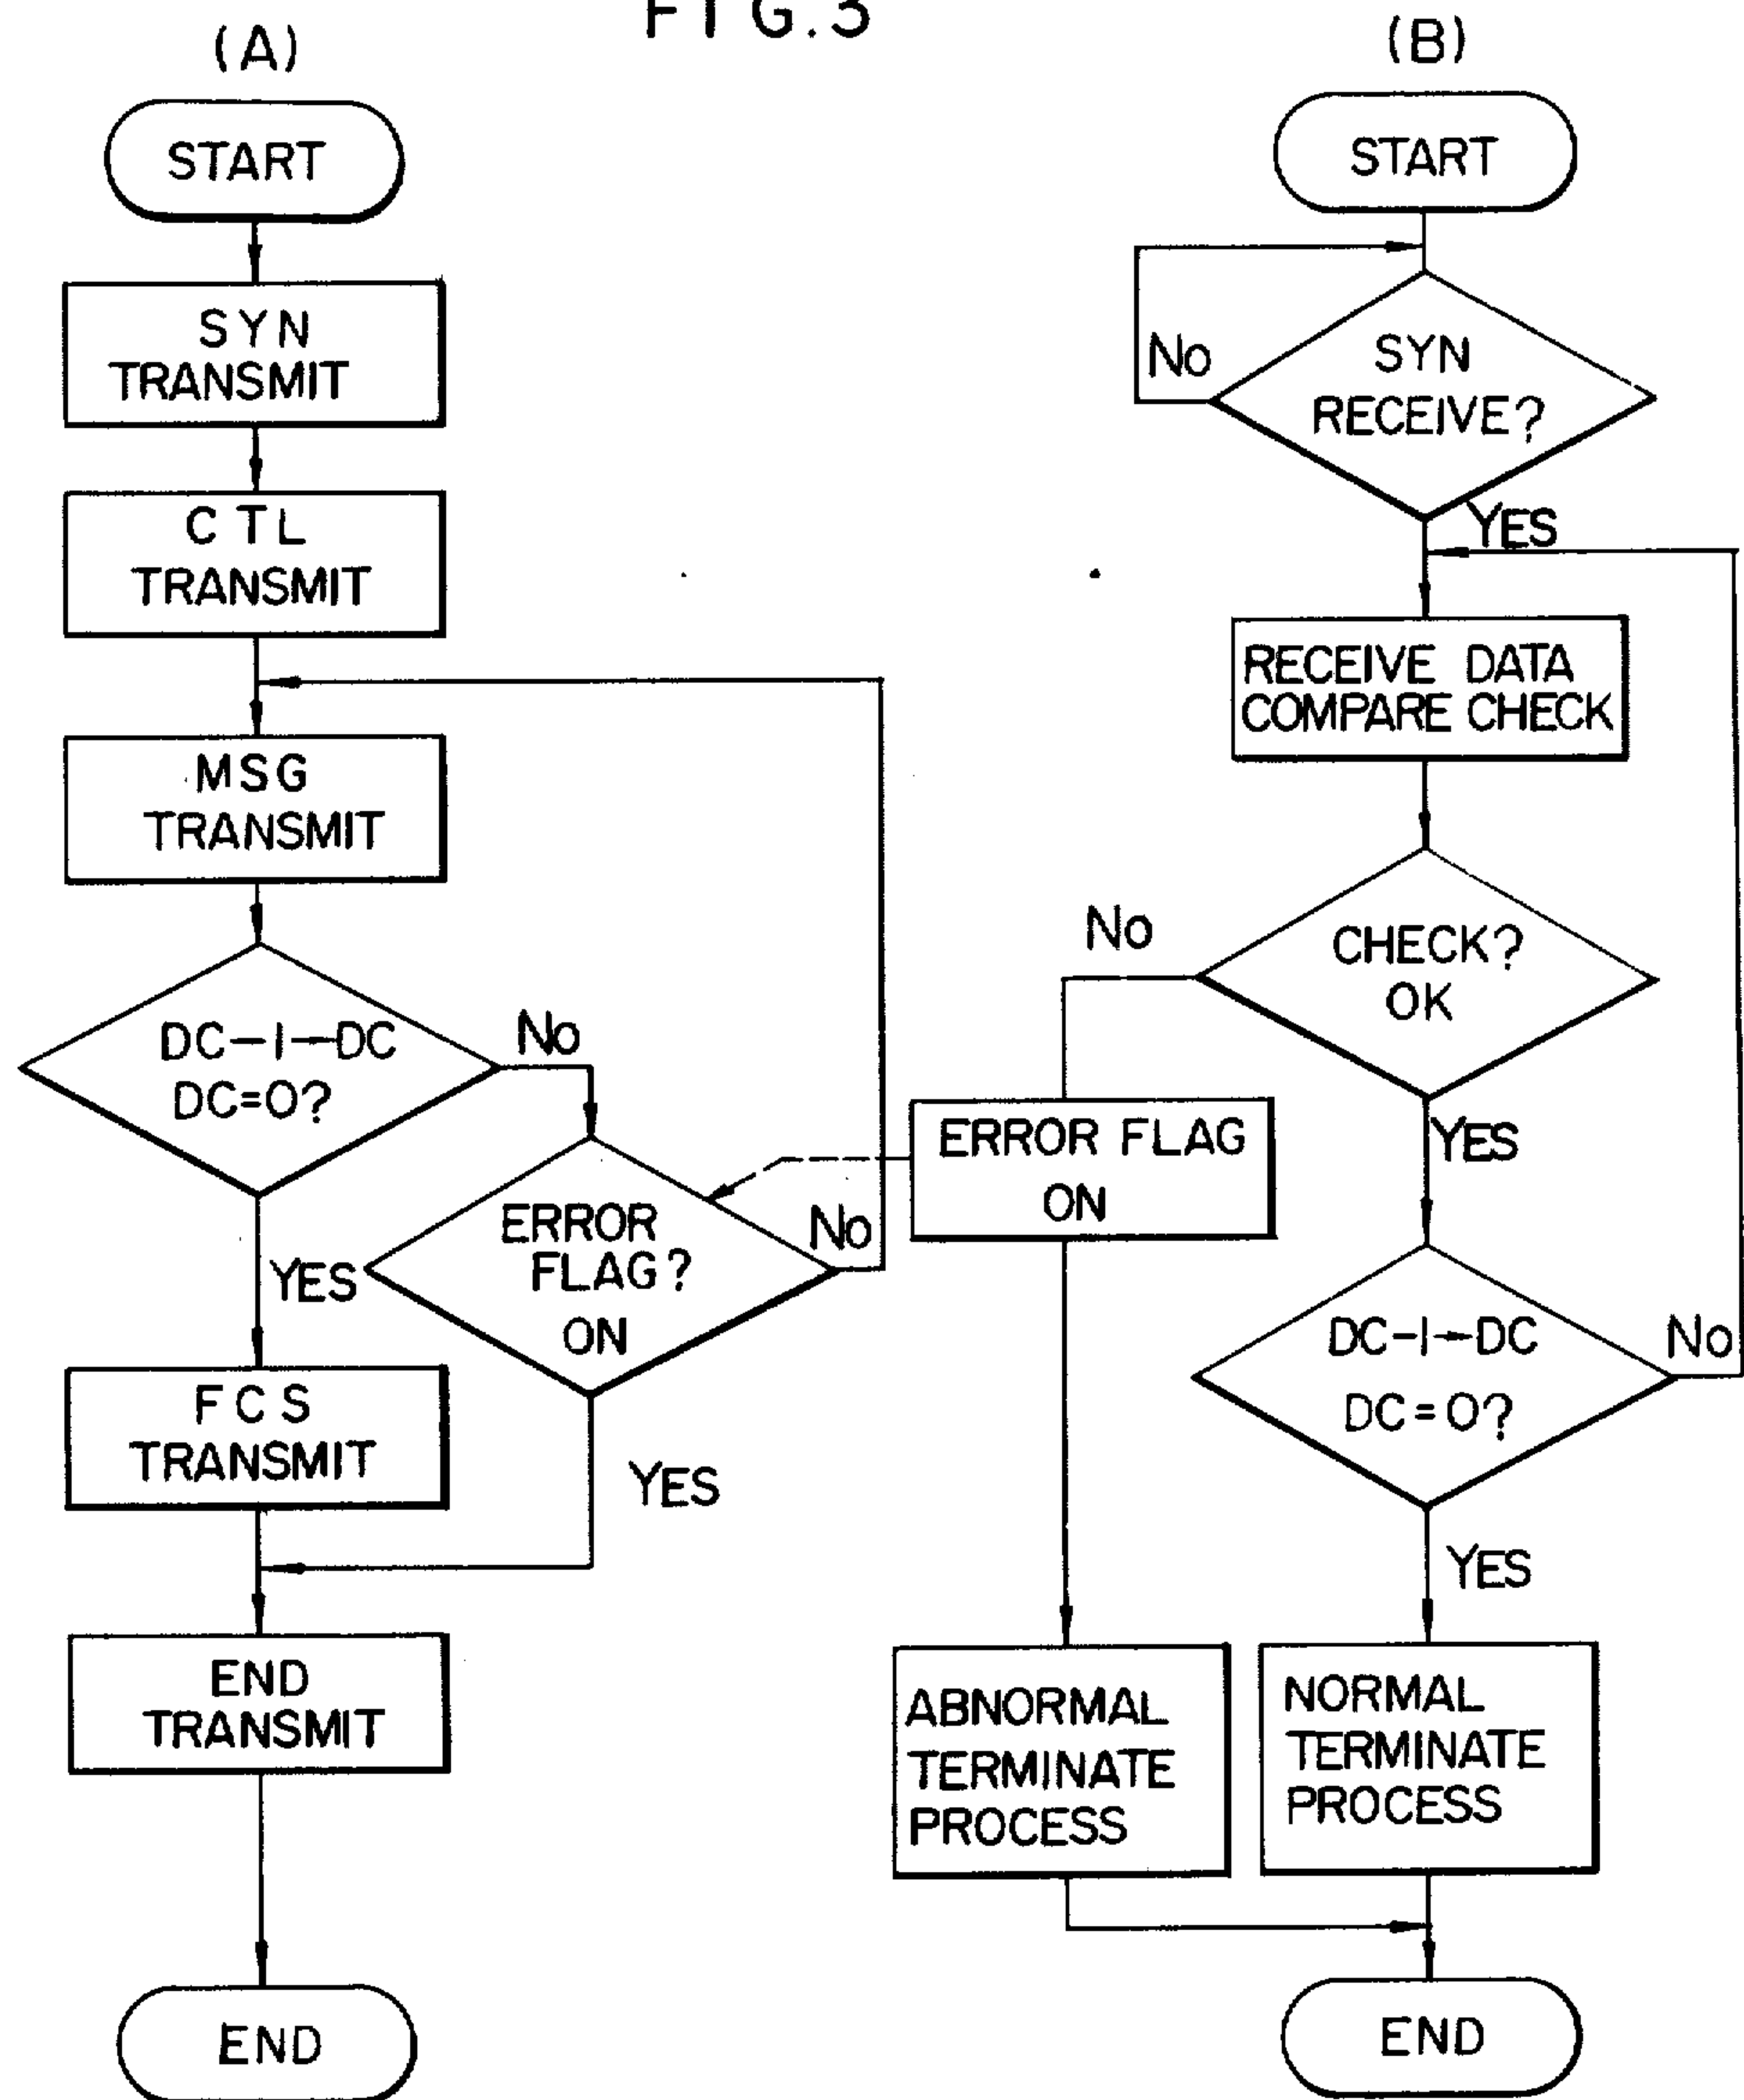 FIG.3
(A)
START
SYN
TRANSMIT
CTL
TRANSMIT
MSG
TRANSMIT
DC-1→DC
DC=0?
No
YES
ERROR
FLAG?
ON
No
YES
FCS
TRANSMIT
END
TRANSMIT
END
(B)
START
SYN
RECEIVE?
No
YES
RECEIVE DATA
COMPARE CHECK
CHECK?
OK
No
YES
ERROR FLAG
ON
DC-1→DC
DC=0?
No
YES
ABNORMAL
TERMINATE
PROCESS
NORMAL
TERMINATE
PROCESS
END